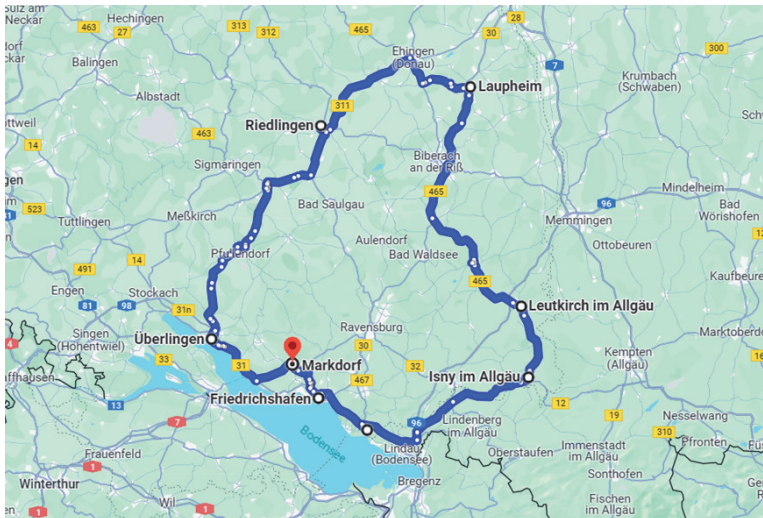 Sulz am
Neckar
463
Hechingen
27
313
312
465
Ehingen
(Donau)
28
30
7
300
Balingen
Albstadt
311
Laupheim
Krumbach
(Schwaben)
Riedlingen
14
463
Sigmaringen
Biberach
an der Riß
465
96
Mindelheim
Bad
Wörishofen
523
Tuttlingen
Meßkirch
Bad Saulgau
Memmingen
14
Pfullendorf
Aulendorf
Bad Waldsee
Ottobeuren
491
Engen
81
98
Stockach
31n
465
Kaufbeure
Leutkirch im Allgäu
Singen
(Hohentwiel)
Überlingen
33
31
Markdorf
Ravensburg
30
467
32
Isny im Allgäu
Kempten
(Allgäu)
Marktoberdo
Friedrichshafen
13
7
96
12
19
Nesselwang
310
Pfronten
Frauenfeld
1
Bodensee
Lindau
(Bodensee)
Lindenberg
im Allgäu
Oberstaufen
Immenstadt
im Allgäu
Sonthofen
Winterthur
1
Wil
1
Bregenz
Fischen
im Allgäu